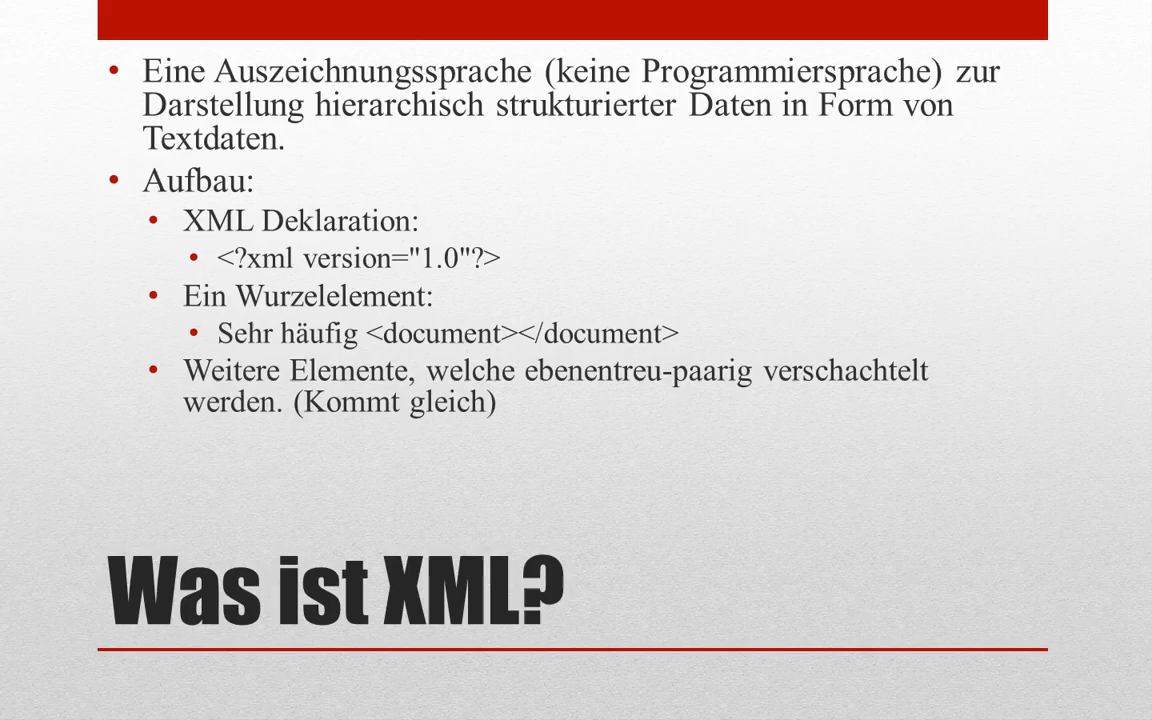 • Eine Auszeichnungssprache (keine Programmiersprache) zur
Darstellung hierarchisch strukturierter Daten in Form von
Textdaten.
• Aufbau:
• XML Deklaration:
• <?xml version="1.0"?>
• Ein Wurzelelement:
• Sehr häufig <document></document>
• Weitere Elemente, welche ebenentreu-paarig verschachtelt
werden. (Kommt gleich)
Was ist XML?